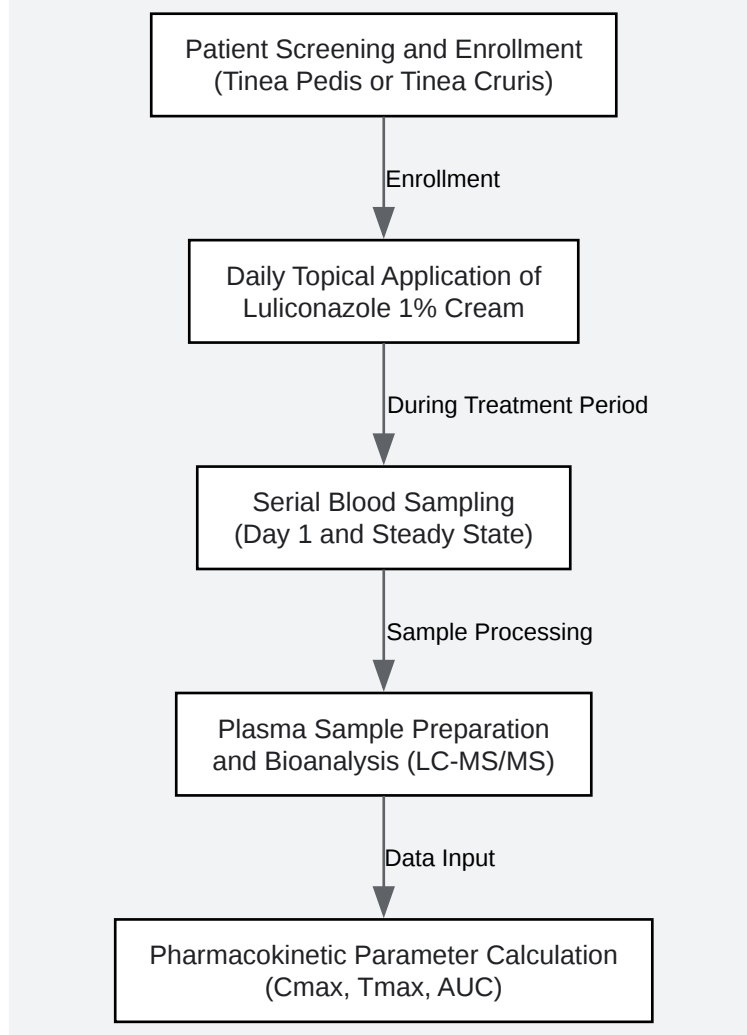 Patient Screening and Enrollment
(Tinea Pedis or Tinea Cruris)
Enrollment
Daily Topical Application of
Luliconazole 1% Cream
During Treatment Period
Serial Blood Sampling
(Day 1 and Steady State)
Sample Processing
Plasma Sample Preparation
and Bioanalysis (LC-MS/MS)
Data Input
Pharmacokinetic Parameter Calculation
(Cmax, Tmax, AUC)